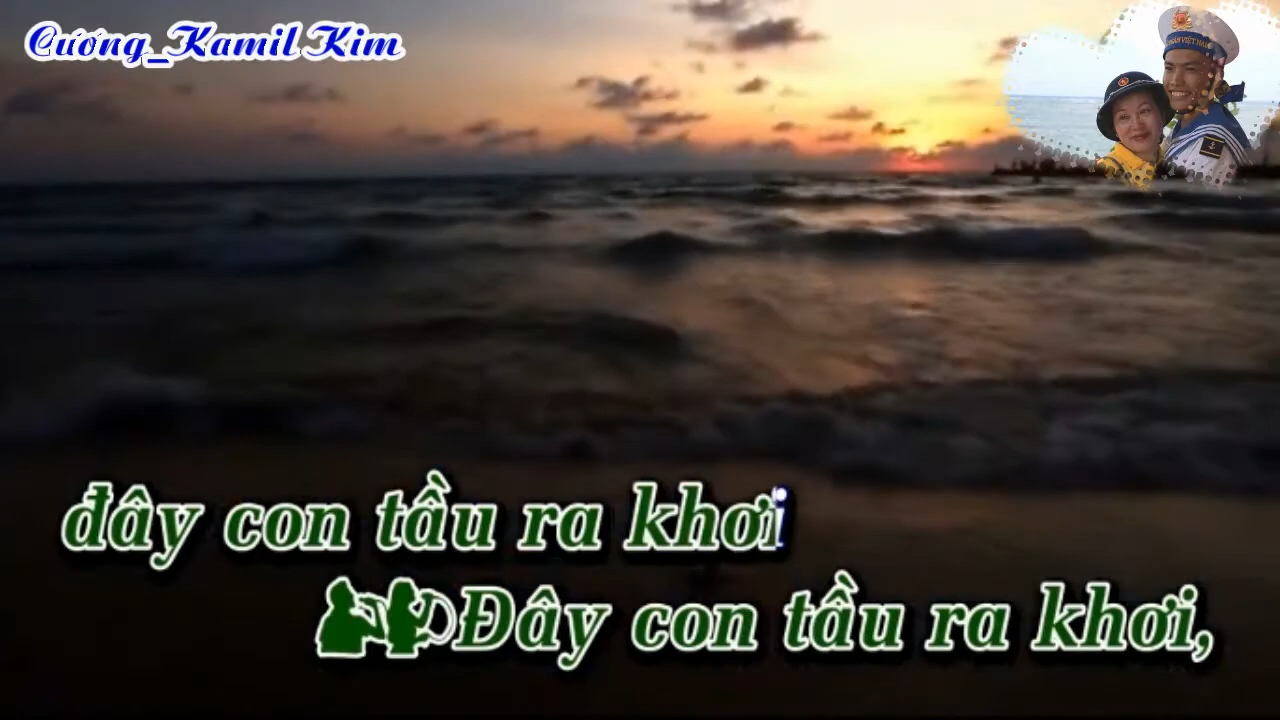 Cương_Kamil Kim
đây con tầu ra khơi
Đây con tầu ra khơi,